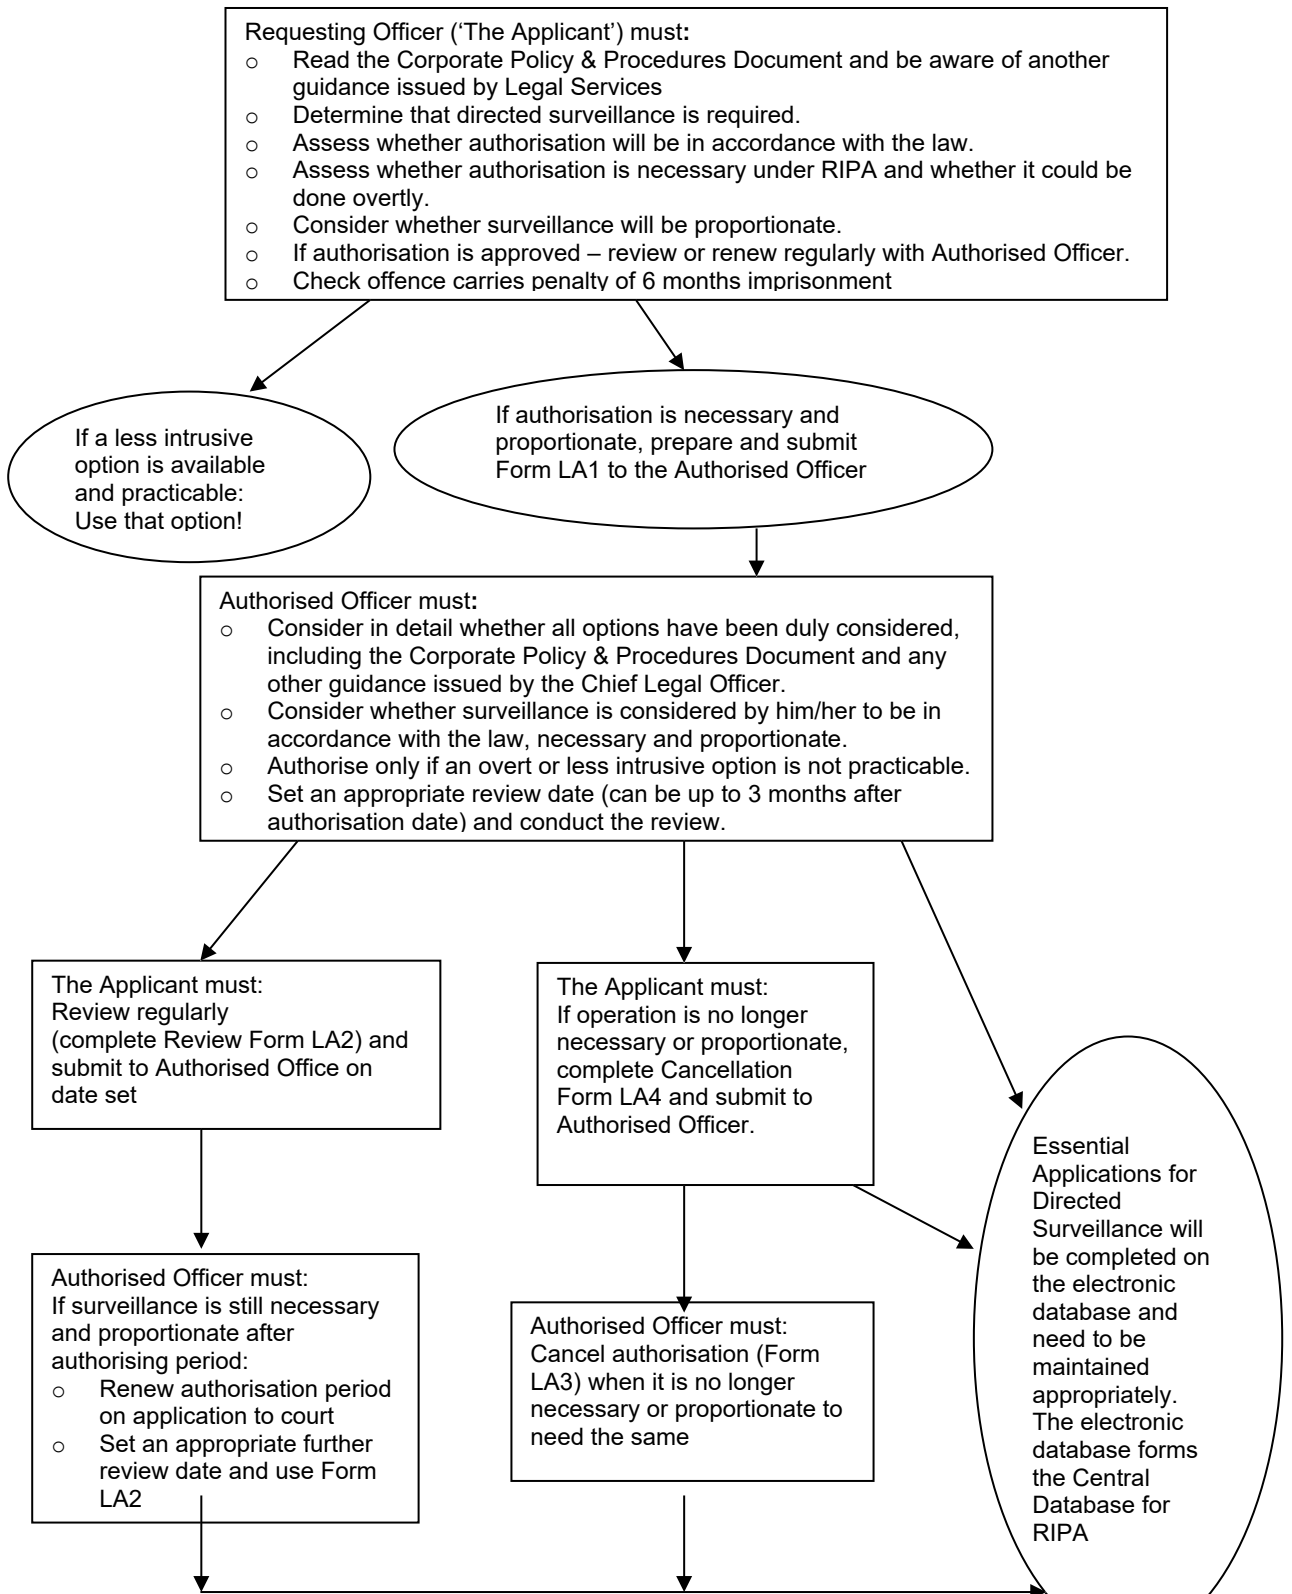 Requesting Officer (‘The Applicant’) must:
o Read the Corporate Policy & Procedures Document and be aware of another
guidance issued by Legal Services
o Determine that directed surveillance is required.
o Assess whether authorisation will be in accordance with the law.
o Assess whether authorisation is necessary under RIPA and whether it could be
done overtly.
o Consider whether surveillance will be proportionate.
o If authorisation is approved – review or renew regularly with Authorised Officer.
o Check offence carries penalty of 6 months imprisonment
If a less intrusive
option is available
and practicable:
Use that option!
If authorisation is necessary and
proportionate, prepare and submit
Form LA1 to the Authorised Officer
Authorised Officer must:
o Consider in detail whether all options have been duly considered,
including the Corporate Policy & Procedures Document and any
other guidance issued by the Chief Legal Officer.
o Consider whether surveillance is considered by him/her to be in
accordance with the law, necessary and proportionate.
o Authorise only if an overt or less intrusive option is not practicable.
o Set an appropriate review date (can be up to 3 months after
authorisation date) and conduct the review.
The Applicant must:
Review regularly
(complete Review Form LA2) and
submit to Authorised Office on
date set
The Applicant must:
If operation is no longer
necessary or proportionate,
complete Cancellation
Form LA4 and submit to
Authorised Officer.
Authorised Officer must:
If surveillance is still necessary
and proportionate after
authorising period:
o Renew authorisation period
on application to court
o Set an appropriate further
review date and use Form
LA2
Authorised Officer must:
Cancel authorisation (Form
LA3) when it is no longer
necessary or proportionate to
need the same
Essential
Applications for
Directed
Surveillance will
be completed on
the electronic
database and
need to be
maintained
appropriately.
The electronic
database forms
the Central
Database for
RIPA